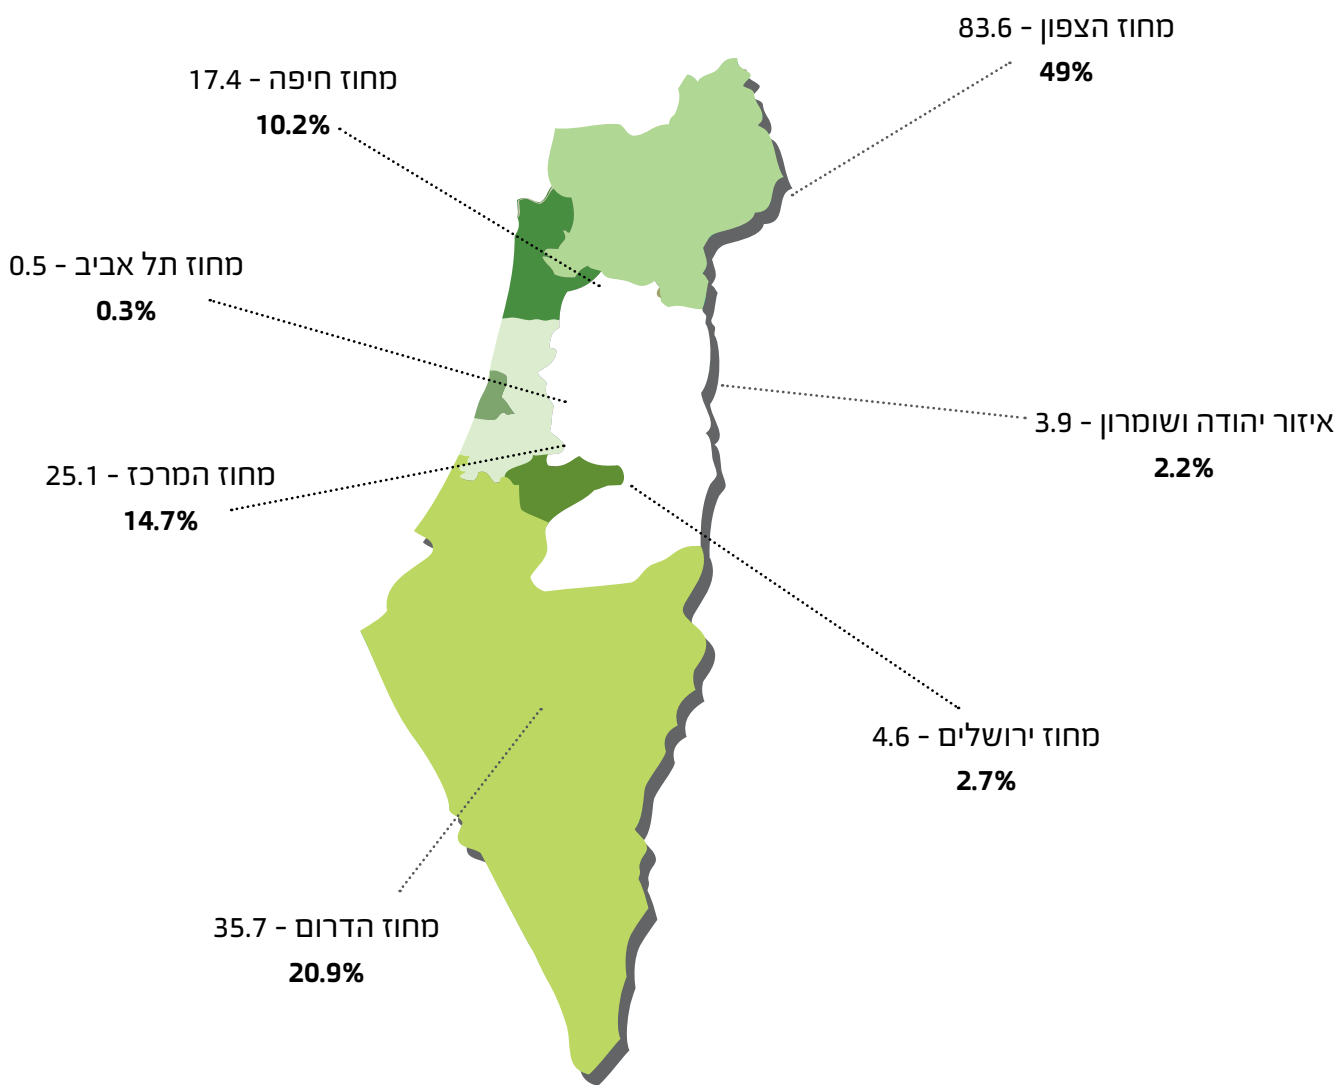 מחוז הצפון - 83.6
49%
מחוז חיפה - 17.4
10.2%
מחוז תל אביב - 0.5
0.3%
איזור יהודה ושומרון - 3.9
2.2%
מחוז המרכז - 25.1
14.7%
מחוז ירושלים - 4.6
2.7%
מחוז הדרום - 35.7
20.9%